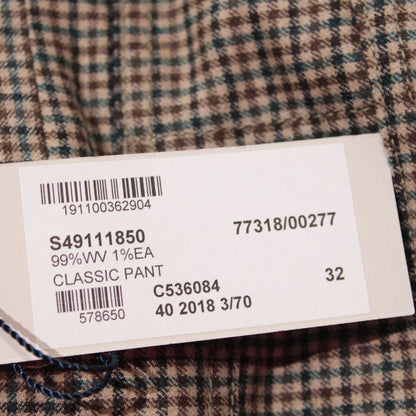 191100362904
S49111850 77318/00277
99%WV 1%EA
CLASSIC PANT
C536084 32
578650 40 2018 3/70